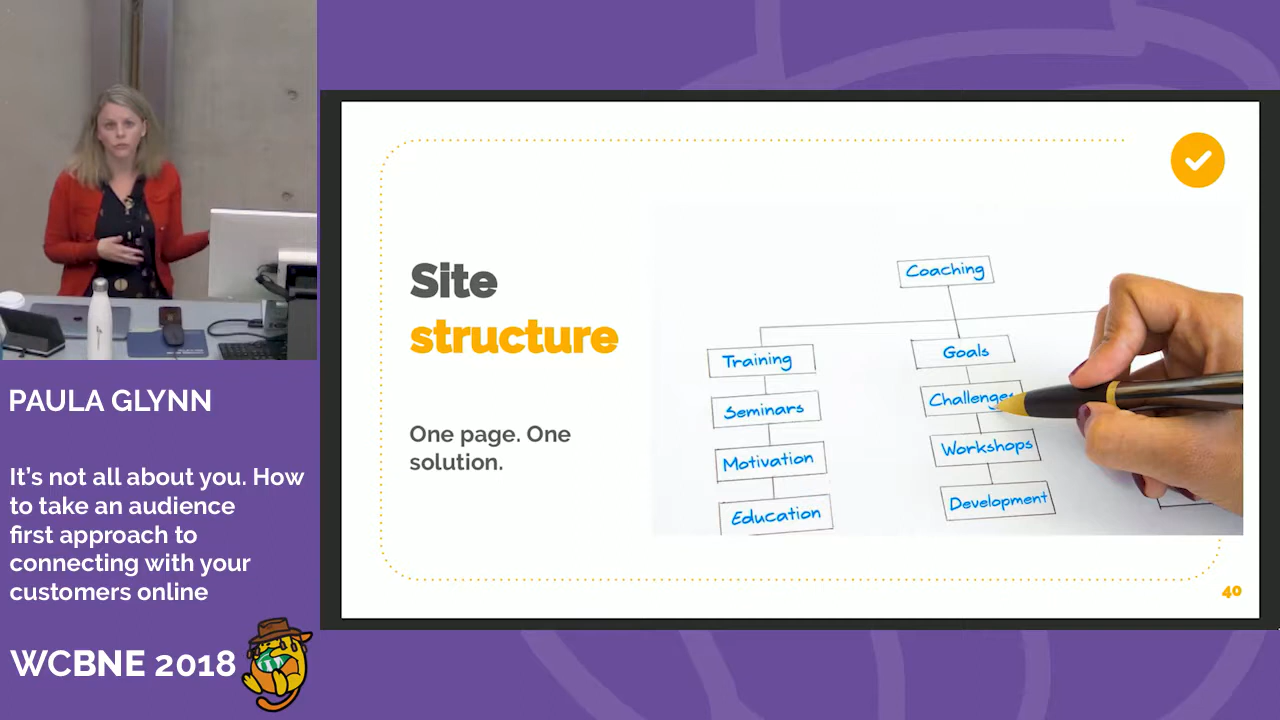 PAULA GLYNN
It's not all about you. How
to take an audience
first approach to
connecting with your
customers online
WCBNE 2018
Site
structure
One page. One
solution.
Coaching
Training
Seminars
Motivation
Education
Goals
Challenges
Workshops
Development
40